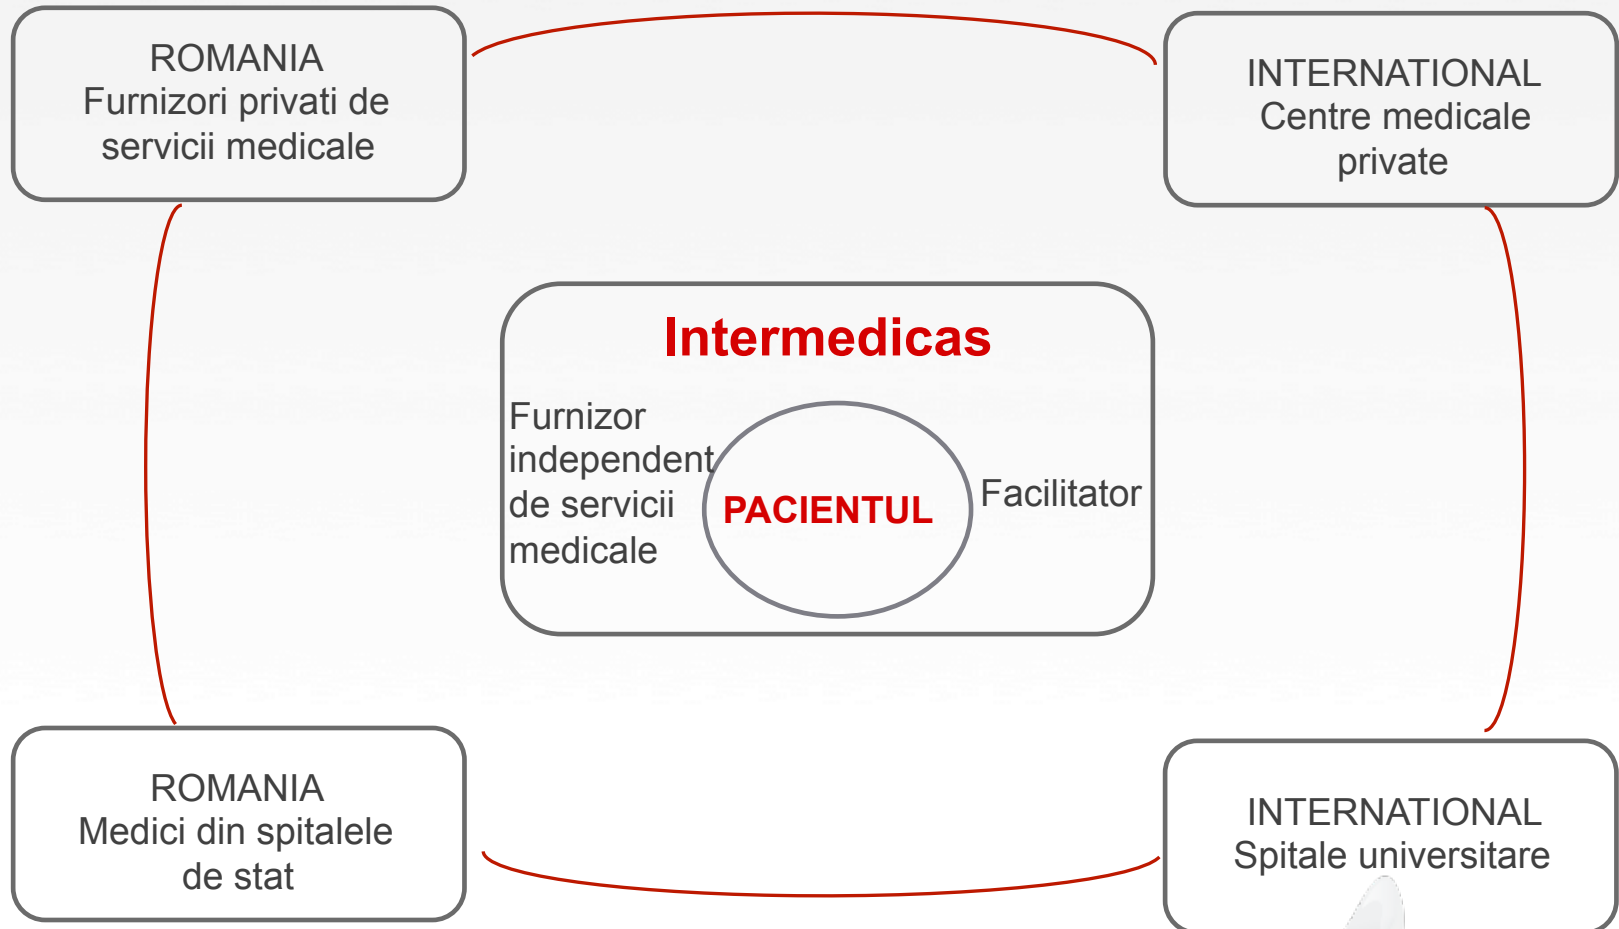 ROMANIA
Furnizori privati de
servicii medicale
INTERNATIONAL
Centre medicale
private
Intermedicas
Furnizor
independent
de servicii
medicale
PACIENTUL
Facilitator
ROMANIA
Medici din spitalele
de stat
INTERNATIONAL
Spitale universitare